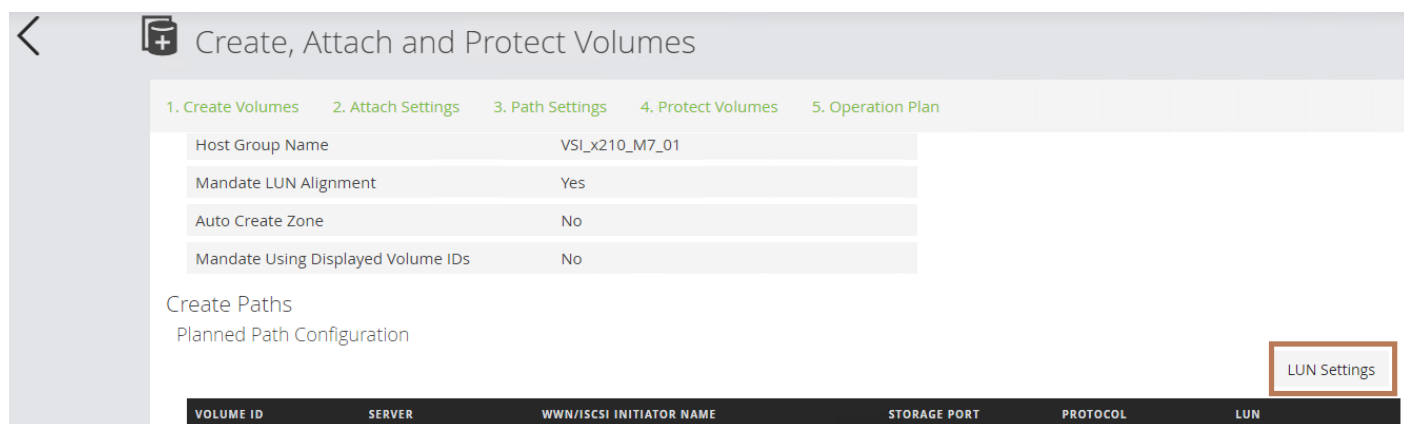 Create, Attach and Protect Volumes
1. Create Volumes 2. Attach Settings 3. Path Settings 4. Protect Volumes 5. Operation Plan
Host Group Name VSI_x210_M7_01
Mandate LUN Alignment Yes
Auto Create Zone No
Mandate Using Displayed Volume IDs No
Create Paths
Planned Path Configuration
LUN Settings
VOLUME ID SERVER WWN/ISCSI INITIATOR NAME STORAGE PORT PROTOCOL LUN